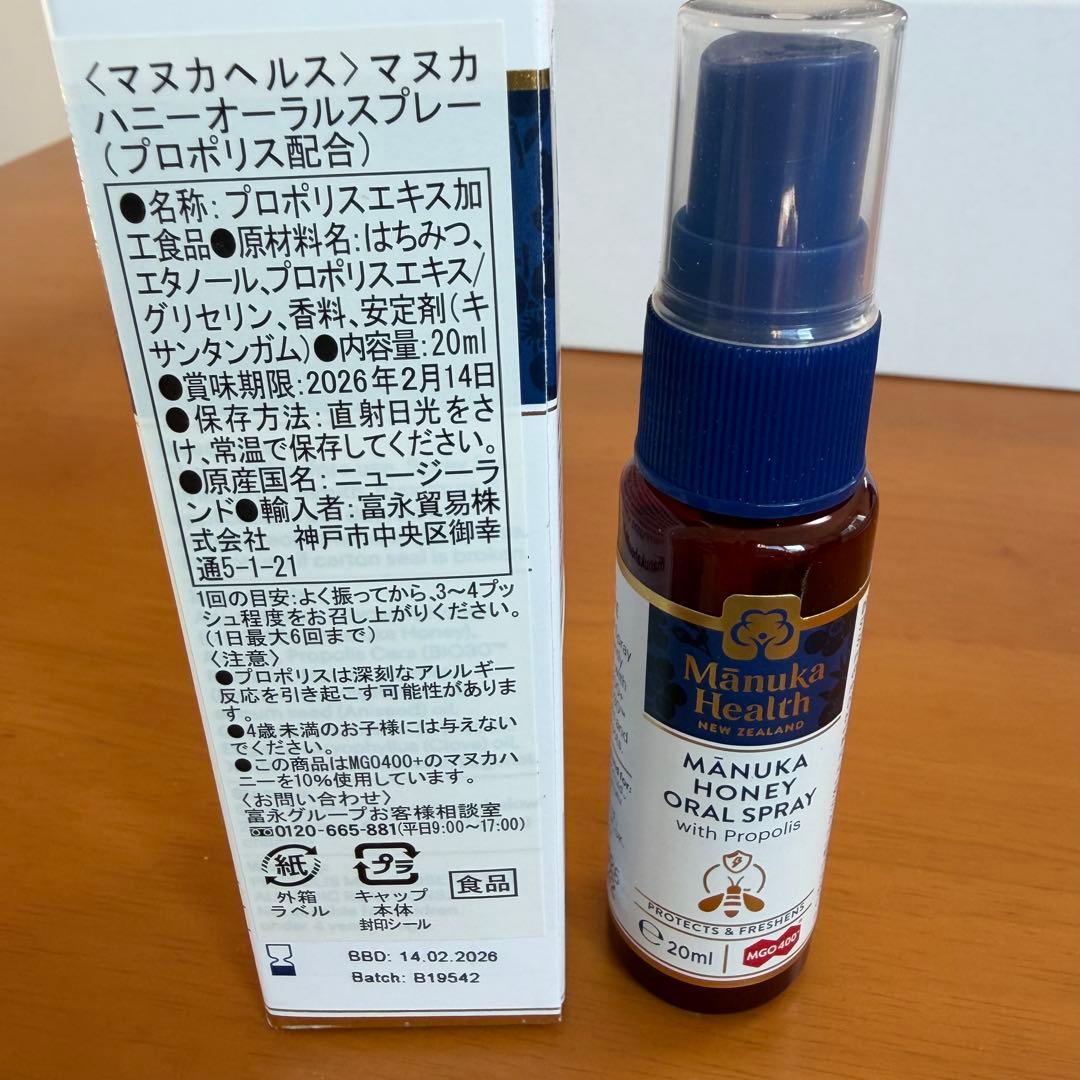 〈マヌカヘルス〉マヌカ
ハニーオーラルスプレー
(プロポリス配合)
●名称:プロポリスエキス加
工食品●原材料名:はちみつ、
エタノール、プロポリスエキス/
グリセリン、香料、安定剤(キ
サンタンガム)●内容量:20ml
●賞味期限:2026年2月14日
●保存方法:直射日光をさ
け、常温で保存してください。
●原産国名:ニュージーラ
ンド●輸入者:富永貿易株
式会社 神戸市中央区御幸
通5-1-21
1回の目安:よく振ってから、3~4プッ
シュ程度をお召し上がりください。
(1日最大6回まで)
〈注意〉
●プロポリスは深刻なアレルギー
反応を引き起こす可能性がありま
す。
●4歳未満のお子様には与えない
でください。
●この商品はMGO400+のマヌカハ
ニーを10%使用しています。
〈お問い合わせ〉
富永グループお客様相談室
0120-665-881(平日9:00~17:00)
紙
外箱
ラベル
プラ
キャップ
本体
封印シール
食品
BBD: 14.02.2026
Batch: B19542
Mānuka
Health
NEW ZEALAND
MĀNUKA
HONEY
ORAL SPRAY
with Propolis
PROTECTS & FRESHENS
℮20ml
MGO 400+